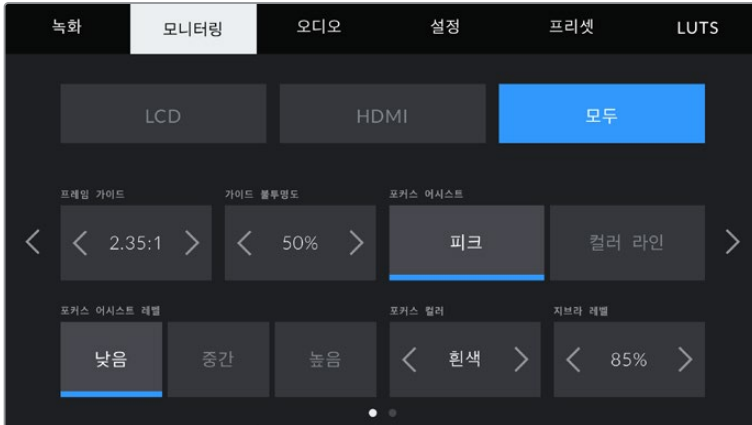 녹화 모니터링 오디오 설정 프리셋 LUTS
LCD HDMI 모두
프레임 가이드 가이드 불투명도 포커스 어시스트
2.35:1 50% 피크 컬러 라인
포커스 어시스트 레벨 포커스 컬러 지브라 레벨
낮음 중간 높음 흰색 85%